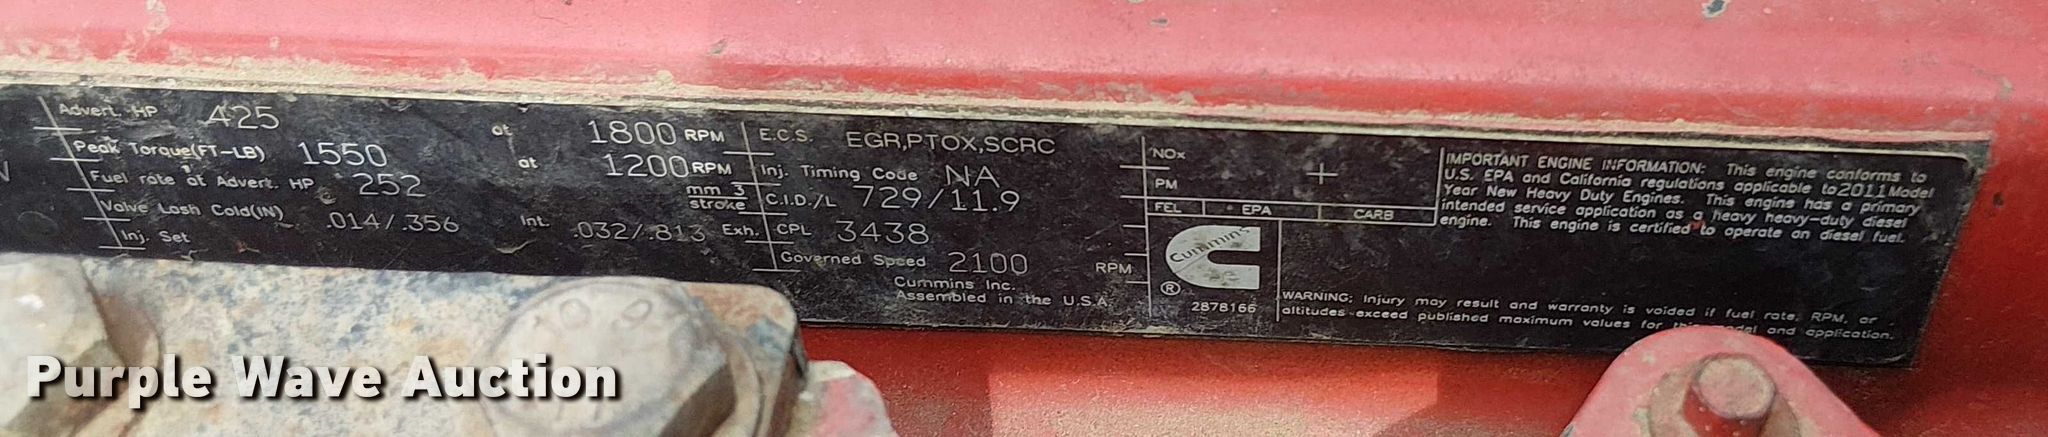 Advert. HP 425 at 1800 RPM
Peak Torque(FT-LB) 1550 at 1200 RPM
Fuel rate at Advert. HP 252 mm 3 stroke
Valve Lash Cold(IN) .014/.356 Int. .032/.813 Exh.
Inj. Set
E.C.S. EGR,PTOX,SCRC
Inj. Timing Code NA
C.I.D./L 729/11.9
CPL 3438
Governed Speed 2100 RPM
Cummins Inc.
Assembled in the U.S.A.
NOx
PM
FEL EPA CARB
Cummins
®
2878166
IMPORTANT ENGINE INFORMATION: This engine conforms to
U.S. EPA and California regulations applicable to 2011 Model
Year New Heavy Duty Engines. This engine has a primary
intended service application as a heavy heavy-duty diesel
engine. This engine is certified to operate on diesel fuel.
WARNING: Injury may result and warranty is voided if fuel rate, RPM, or
altitudes exceed published maximum values for this model and application.
Purple Wave Auction